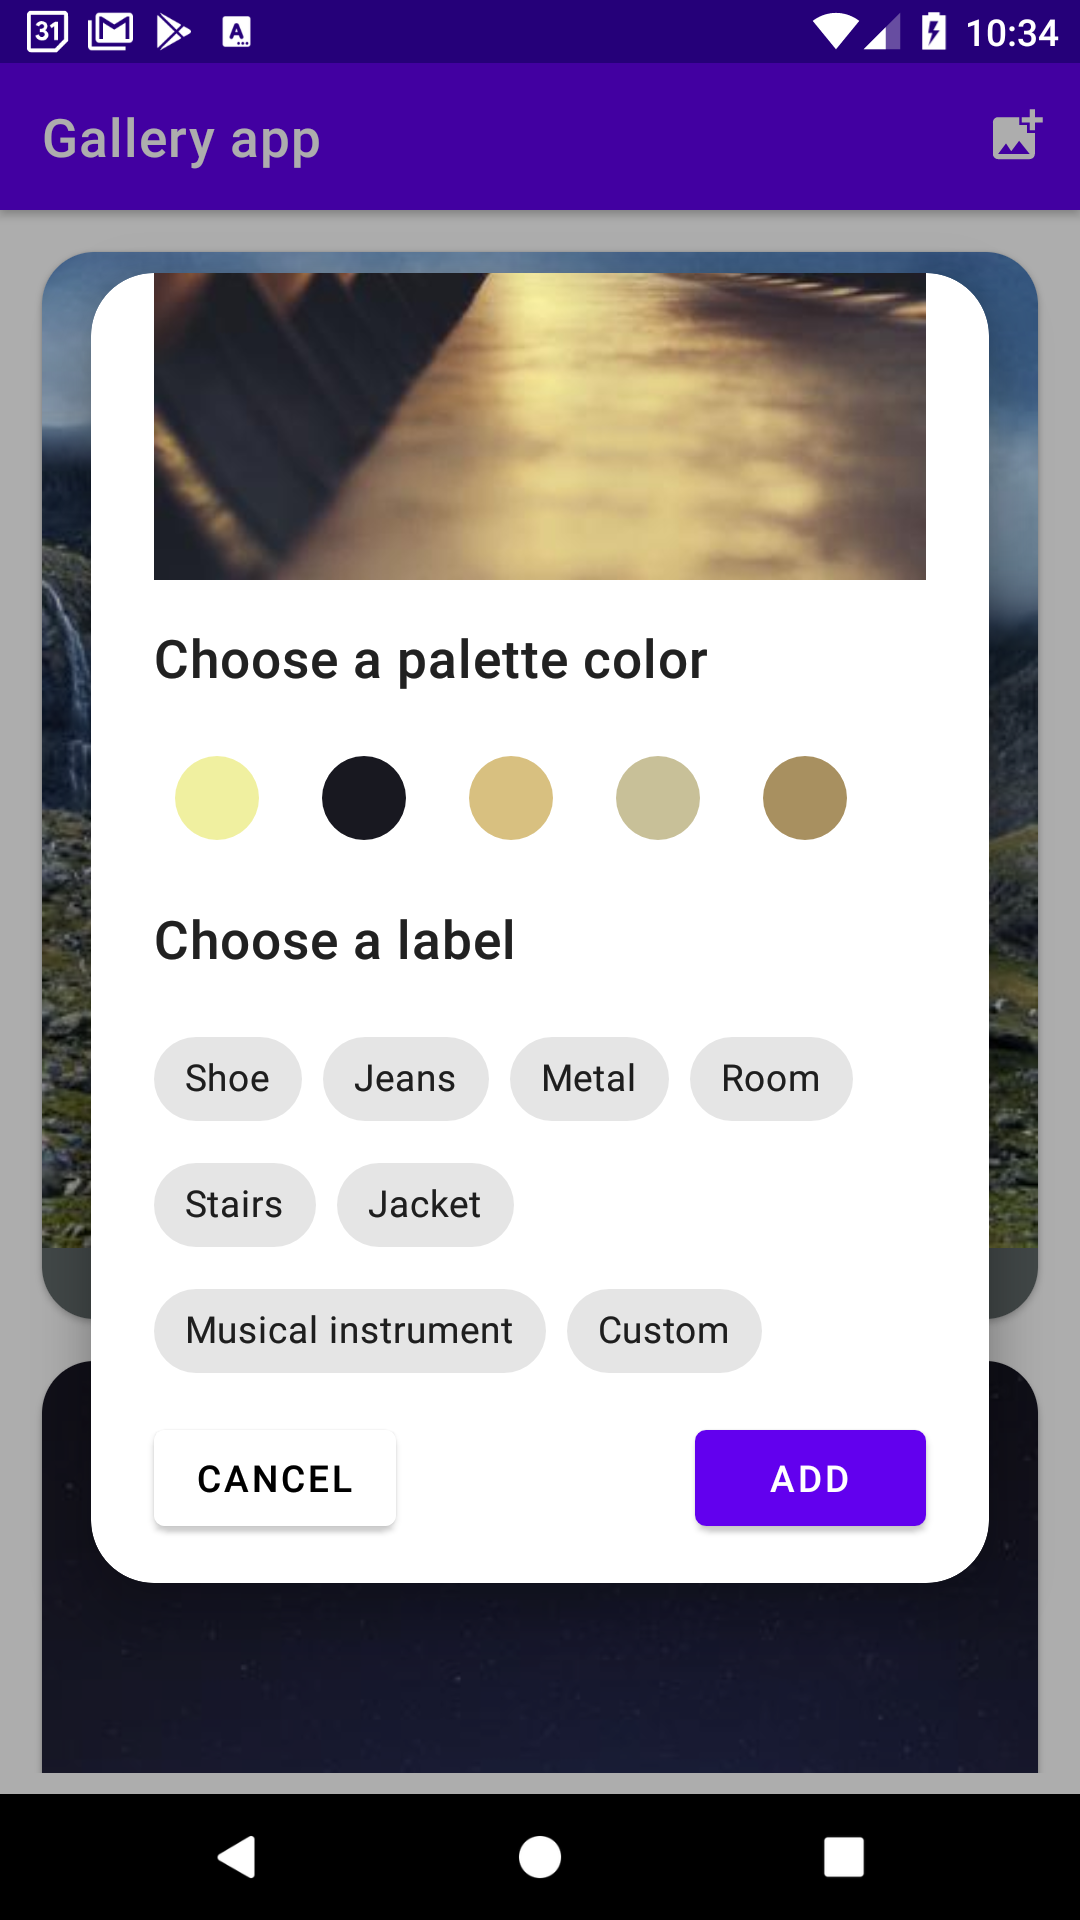 31 A 10:34
Gallery app
Choose a palette color
Choose a label
Shoe Jeans Metal Room
Stairs Jacket
Musical instrument Custom
CANCEL ADD